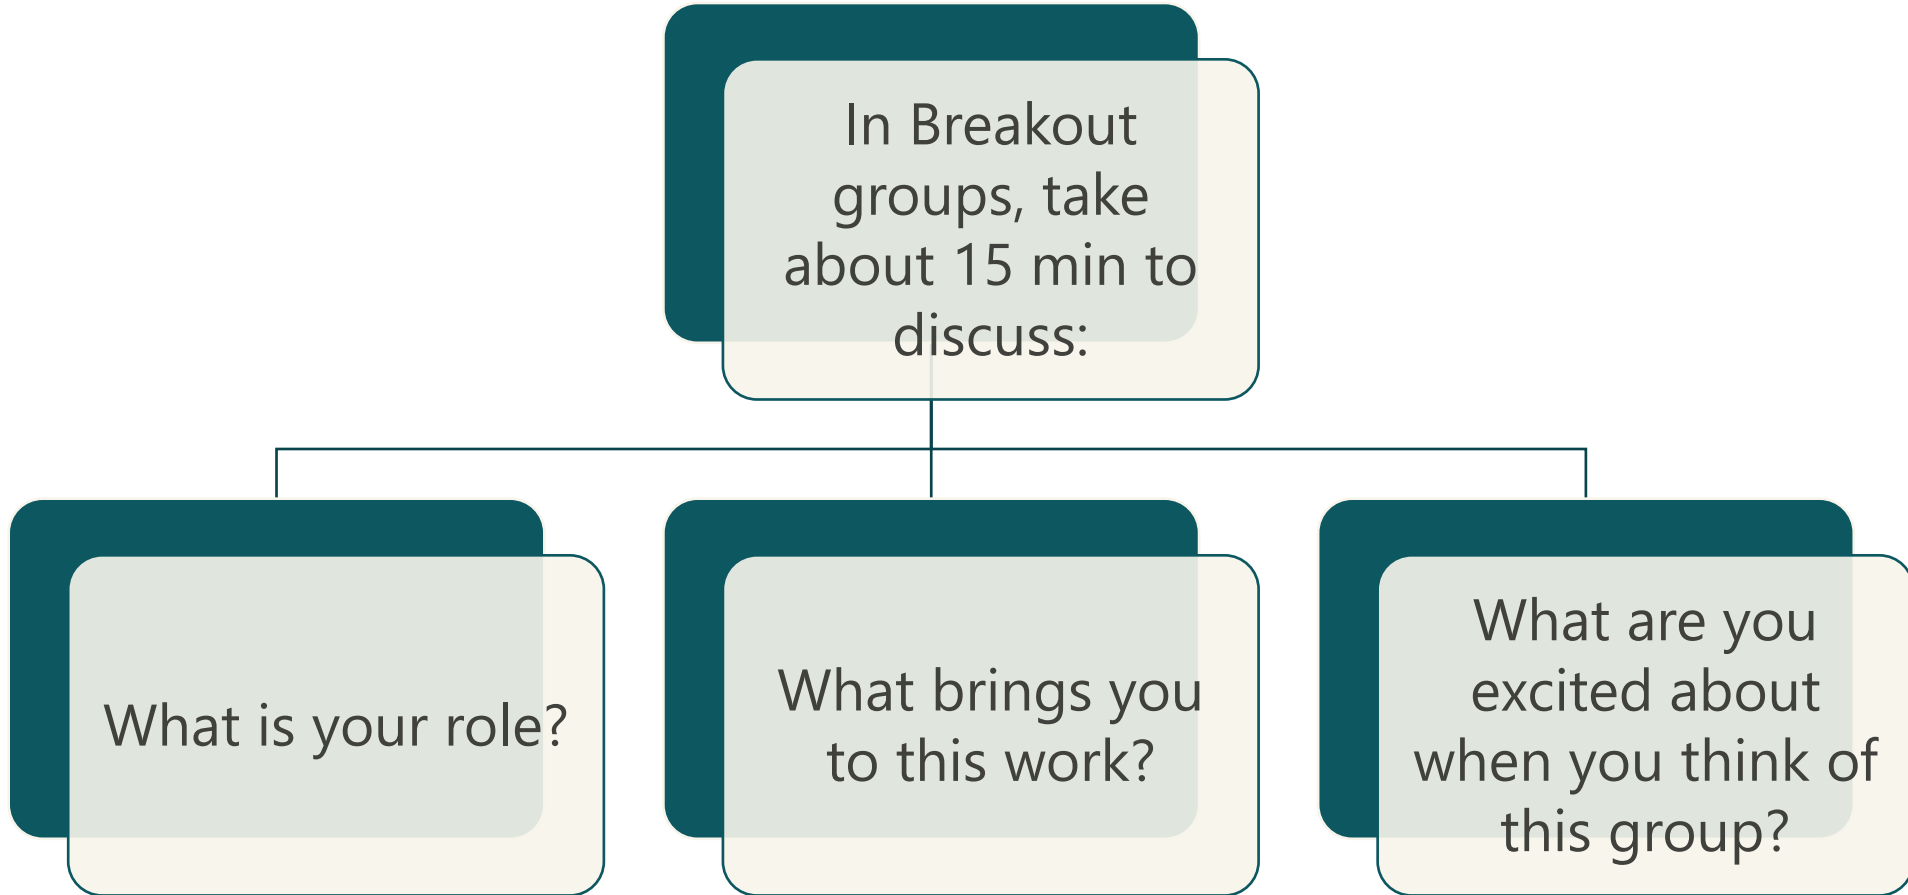 In Breakout
groups, take
about 15 min to
discuss:
What is your role?
What brings you
to this work?
What are you
excited about
when you think of
this group?